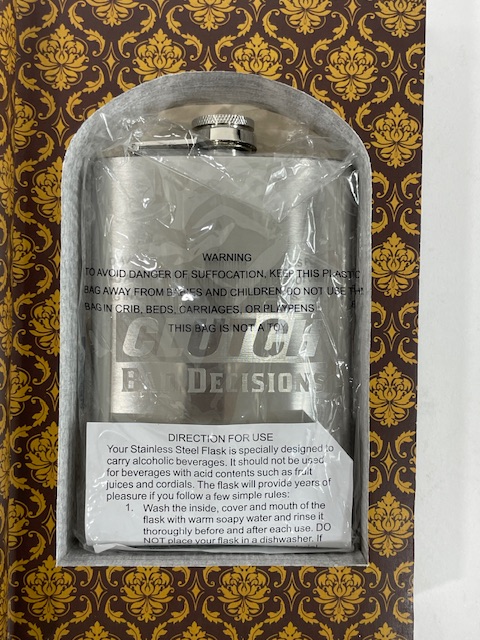 WARNING
TO AVOID DANGER OF SUFFOCATION, KEEP THIS PLASTIC
BAG AWAY FROM BABIES AND CHILDREN. DO NOT USE THIS
BAG IN CRIB, BEDS, CARRIAGES, OR PLAYPENS
THIS BAG IS NOT A TOY
CLUTCH
BAD DECISIONS
DIRECTION FOR USE
Your Stainless Steel Flask is specially designed to
carry alcoholic beverages. It should not be used
for beverages with acid contents such as fruit
juices and cordials. The flask will provide years of
pleasure if you follow a few simple rules:
1. Wash the inside, cover and mouth of the
flask with warm soapy water and rinse it
thoroughly before and after each use. DO
NOT place your flask in a dishwasher. If